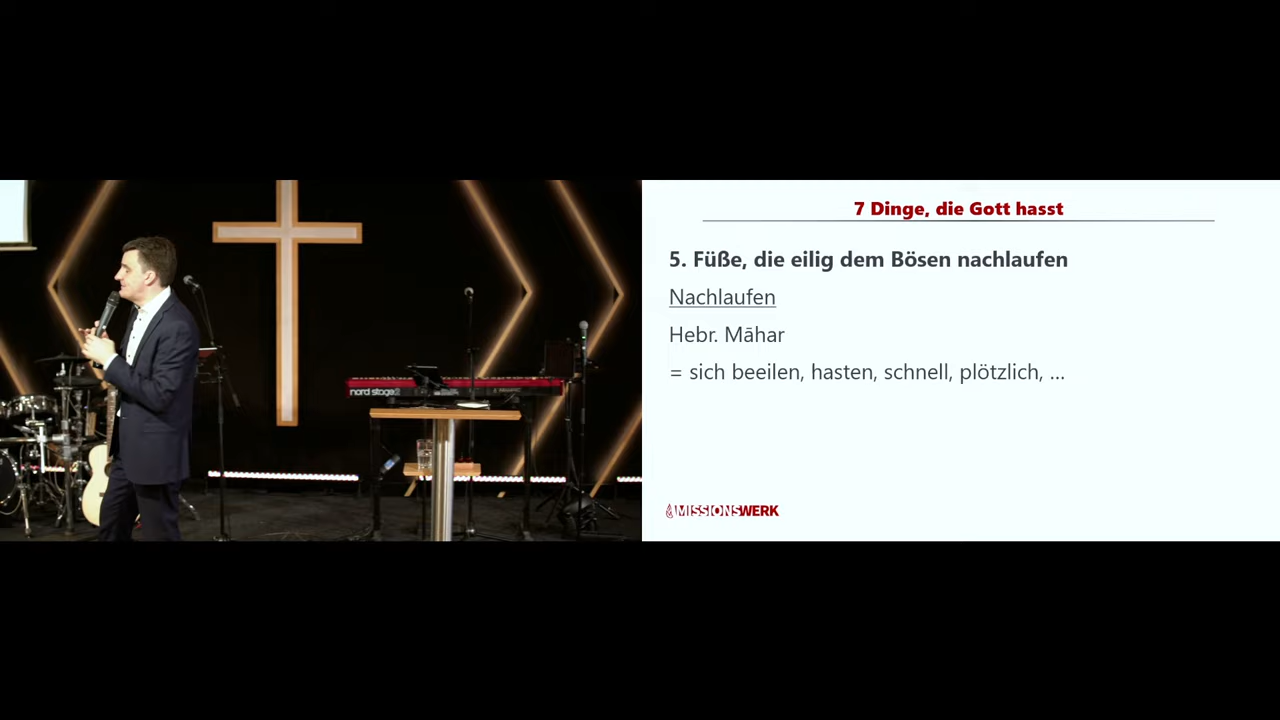 nord stage 2
7 Dinge, die Gott hasst
5. Füße, die eilig dem Bösen nachlaufen
Nachlaufen
Hebr. Māhar
= sich beeilen, hasten, schnell, plötzlich, ...
MISSIONSWERK